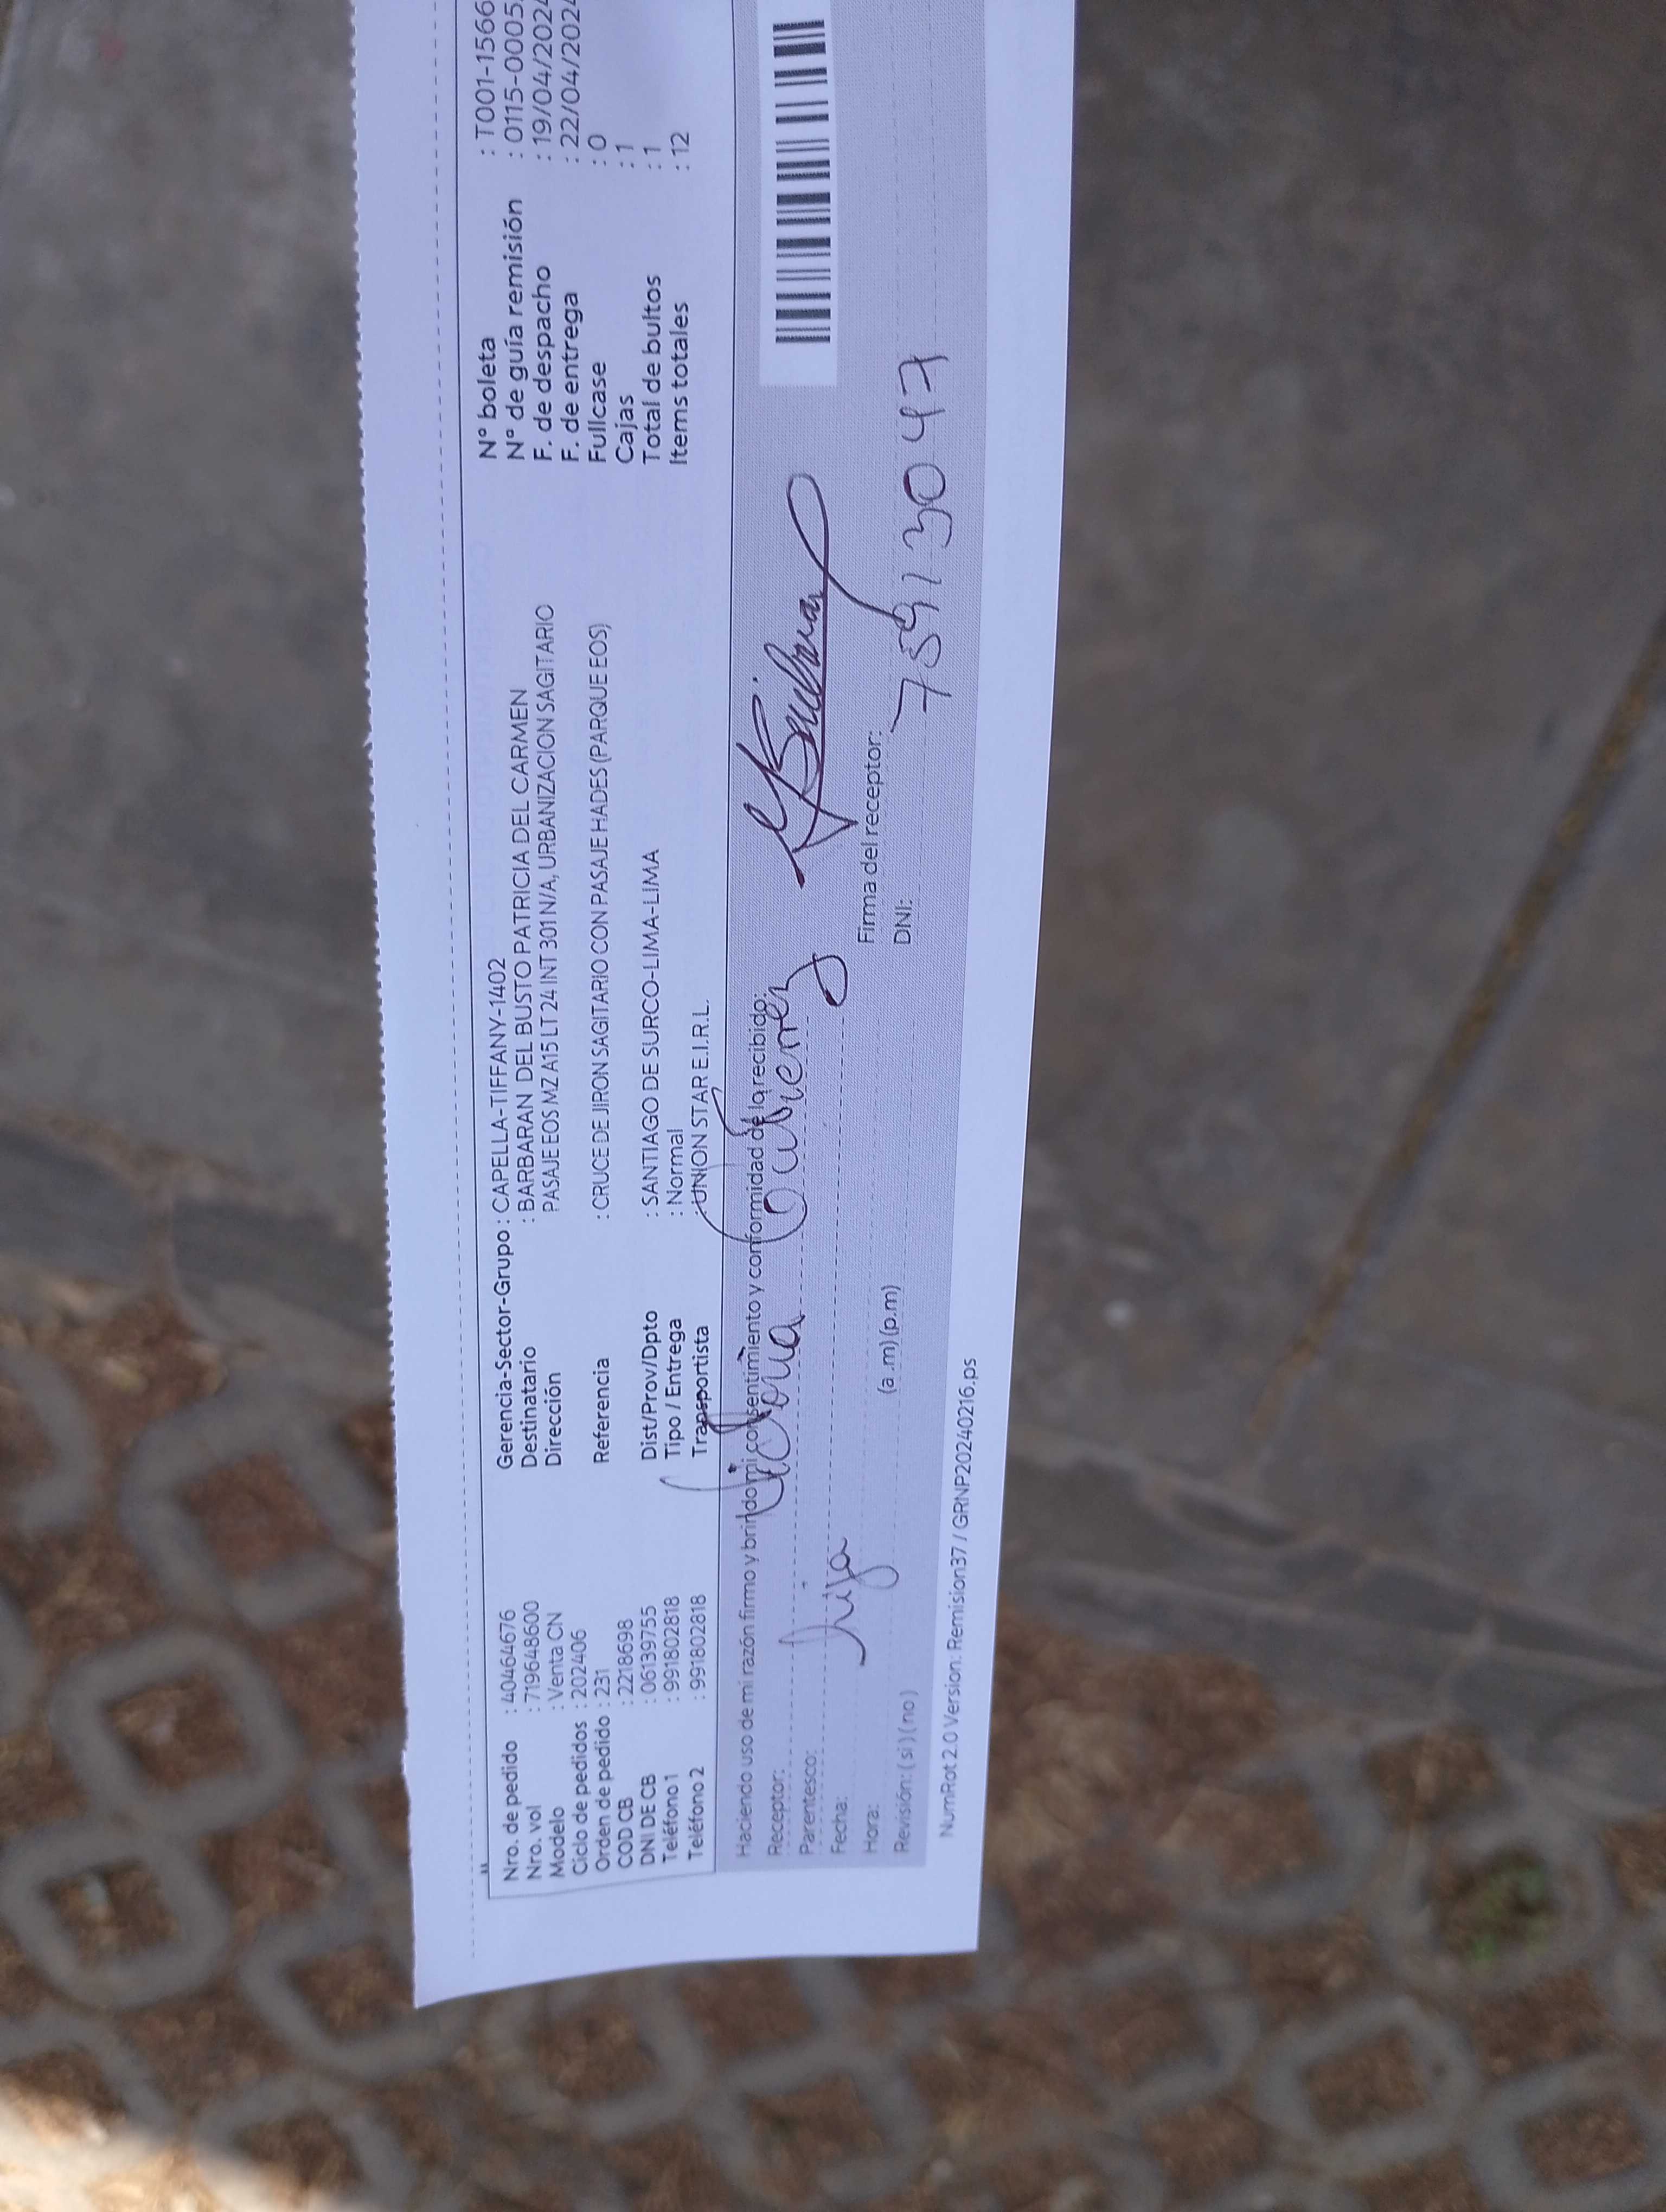 Nro. de pedido : 40464676
Nro. vol : 719648600
Modelo : Venta CN
Ciclo de pedidos : 202406
Orden de pedido : 231
COD CB : 2218698
DNI DE CB : 06139755
Teléfono 1 : 991802818
Teléfono 2 : 991802818
Gerencia-Sector-Grupo : CAPELLA-TIFFANY-1402
Destinatario : BARBARAN DEL BUSTO PATRICIA DEL CARMEN
Dirección PASAJE EOS MZ A15 LT 24 INT 301 N/A, URBANIZACION SAGITARIO
Referencia : CRUCE DE JIRON SAGITARIO CON PASAJE HADES (PARQUE EOS)
Dist/Prov/Dpto : SANTIAGO DE SURCO-LIMA-LIMA
Tipo / Entrega : Normal
Transportista : UNION STAR E.I.R.L.
N° boleta : T001-1566
N° de guía remisión : 0115-0005
F. de despacho : 19/04/2024
F. de entrega : 22/04/2024
Fullcase : 0
Cajas : 1
Total de bultos : 1
Items totales : 12
Haciendo uso de mi razón firmo y brindo mi consentimiento y conformidad de lo recibido:
Receptor:
Parentesco: hija
Fecha:
Hora: (a.m) (p.m)
Revisión: ( si ) ( no )
Firma del receptor:
DNI: 75913047
NumRot 2.0 Version: Remision37 / GRNP20240216.ps